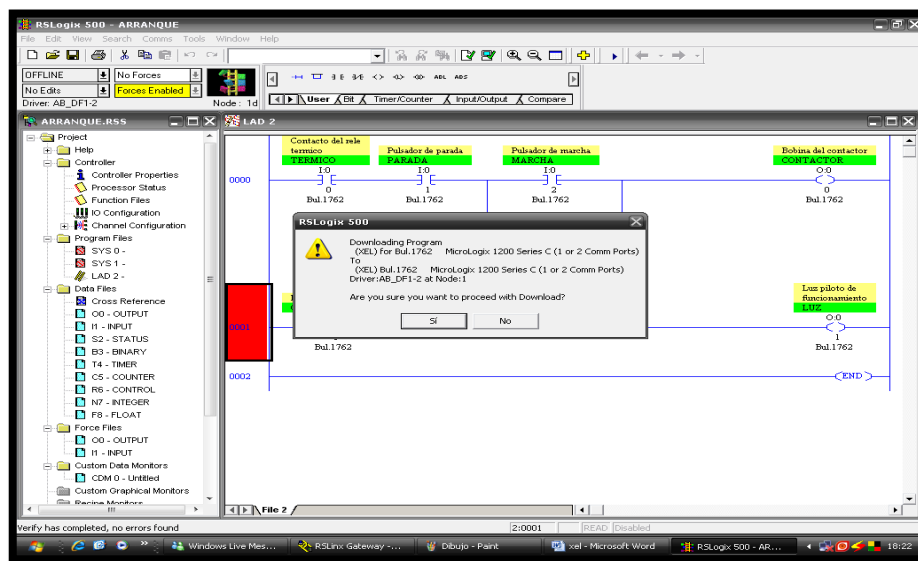 RSLogix 500 - ARRANQUE
File Edit View Search Comms Tools Window Help
OFFLINE No Forces
No Edits Forces Enabled
Driver: AB_DF1-2 Node : 1d
ABL ABS
User Bit Timer/Counter Input/Output Compare
ARRANQUE.RSS
Project
Help
Controller
Controller Properties
Processor Status
Function Files
IO Configuration
Channel Configuration
Program Files
SYS 0 -
SYS 1 -
LAD 2 -
Data Files
Cross Reference
O0 - OUTPUT
I1 - INPUT
S2 - STATUS
B3 - BINARY
T4 - TIMER
C5 - COUNTER
R6 - CONTROL
N7 - INTEGER
F8 - FLOAT
Force Files
O0 - OUTPUT
I1 - INPUT
Custom Data Monitors
CDM 0 - Untitled
Custom Graphical Monitors
Recipe Monitors
LAD 2
Contacto del rele
termico
TERMICO
I:0
0
Bul.1762
Pulsador de parada
PARADA
I:0
1
Bul.1762
Pulsador de marcha
MARCHA
I:0
2
Bul.1762
Bobina del contactor
CONTACTOR
O:0
0
Bul.1762
0000
RSLogix 500
Downloading Program
(XEL) for Bul.1762 MicroLogix 1200 Series C (1 or 2 Comm Ports)
To
(XEL) Bul.1762 MicroLogix 1200 Series C (1 or 2 Comm Ports)
Driver:AB_DF1-2 at Node:1
Are you sure you want to proceed with Download?
Sí No
0001
Bul.1762
Luz piloto de
funcionamiento
LUZ
O:0
1
Bul.1762
0002
END
File 2
Verify has completed, no errors found
2:0001 READ Disabled
Windows Live Mes...
RSLinx Gateway -...
Dibujo - Paint
xel - Microsoft Word
RSLogix 500 - AR...
18:22